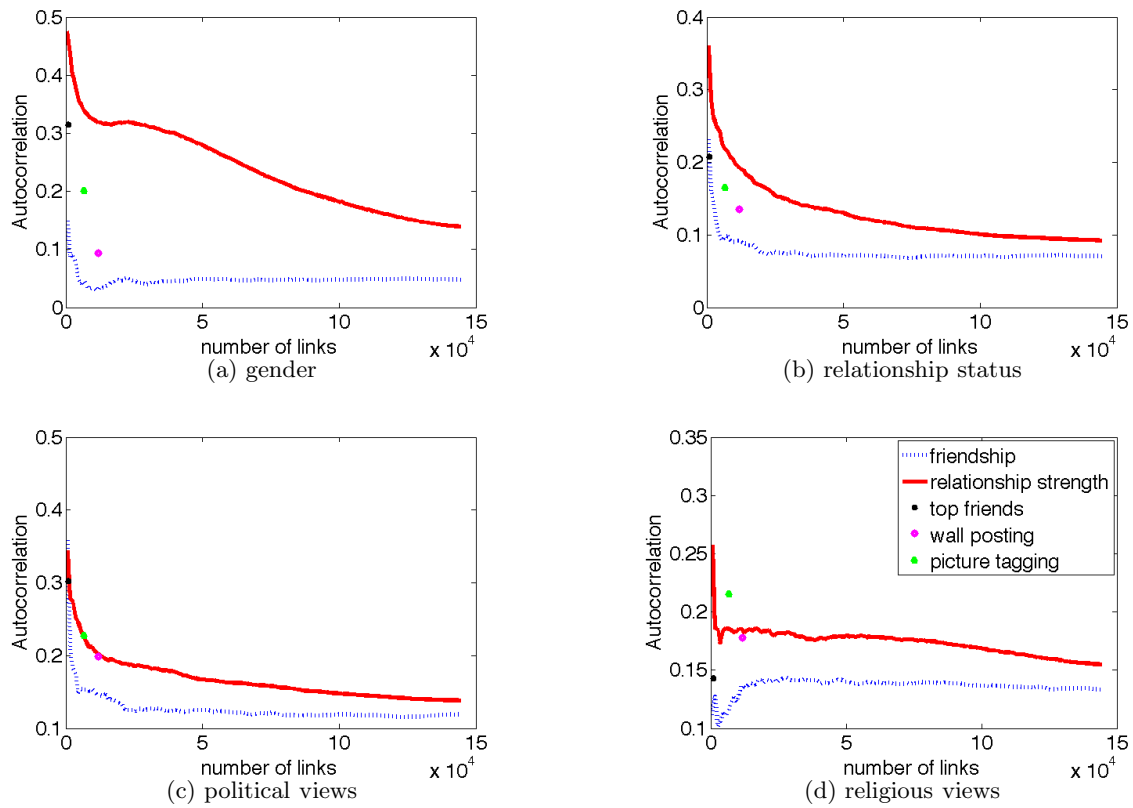 0.5
0.4
0.3
0.2
0.1
0
Autocorrelation
0 5 10 15
number of links x 10^4
(a) gender
0.4
0.3
0.2
0.1
0
Autocorrelation
0 5 10 15
number of links x 10^4
(b) relationship status
0.5
0.4
0.3
0.2
0.1
Autocorrelation
0 5 10 15
number of links x 10^4
(c) political views
0.35
0.3
0.25
0.2
0.15
0.1
Autocorrelation
friendship
relationship strength
top friends
wall posting
picture tagging
0 5 10 15
number of links x 10^4
(d) religious views